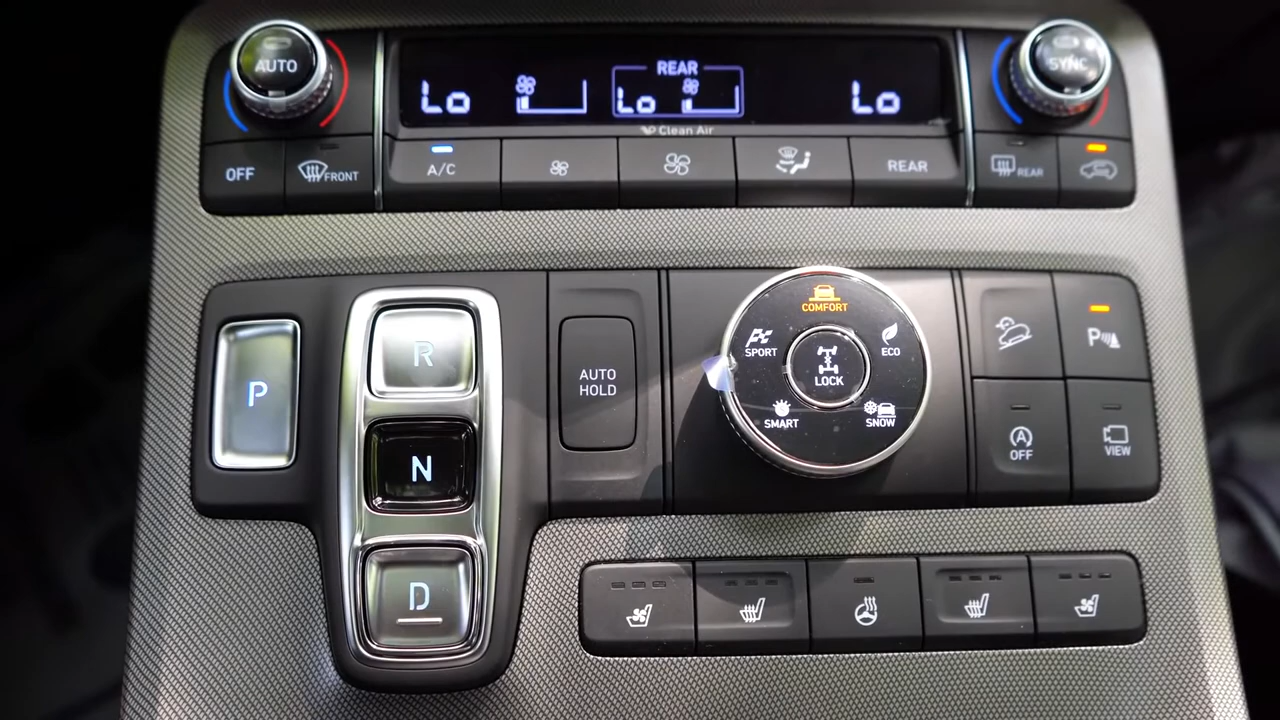 AUTO
REAR
SYNC
Lo
Lo
Lo
Clean Air
OFF
FRONT
A/C
REAR
REAR
P
R
N
D
AUTO
HOLD
COMFORT
SPORT
ECO
LOCK
SMART
SNOW
P
A
OFF
VIEW